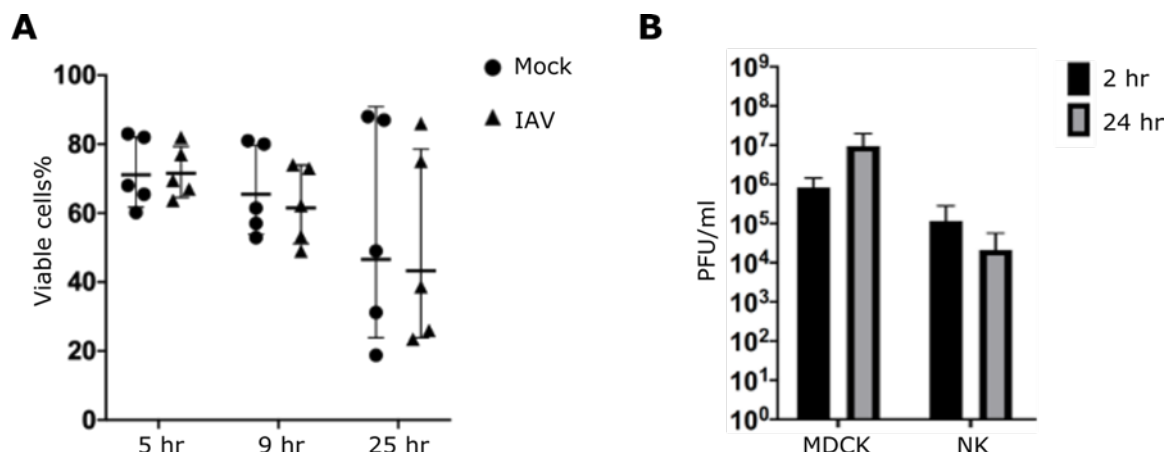 A
B
Mock
IAV
Viable cells%
100
80
60
40
20
0
5 hr
9 hr
25 hr
2 hr
24 hr
PFU/ml
10⁹
10⁸
10⁷
10⁶
10⁵
10⁴
10³
10²
10¹
10⁰
MDCK
NK